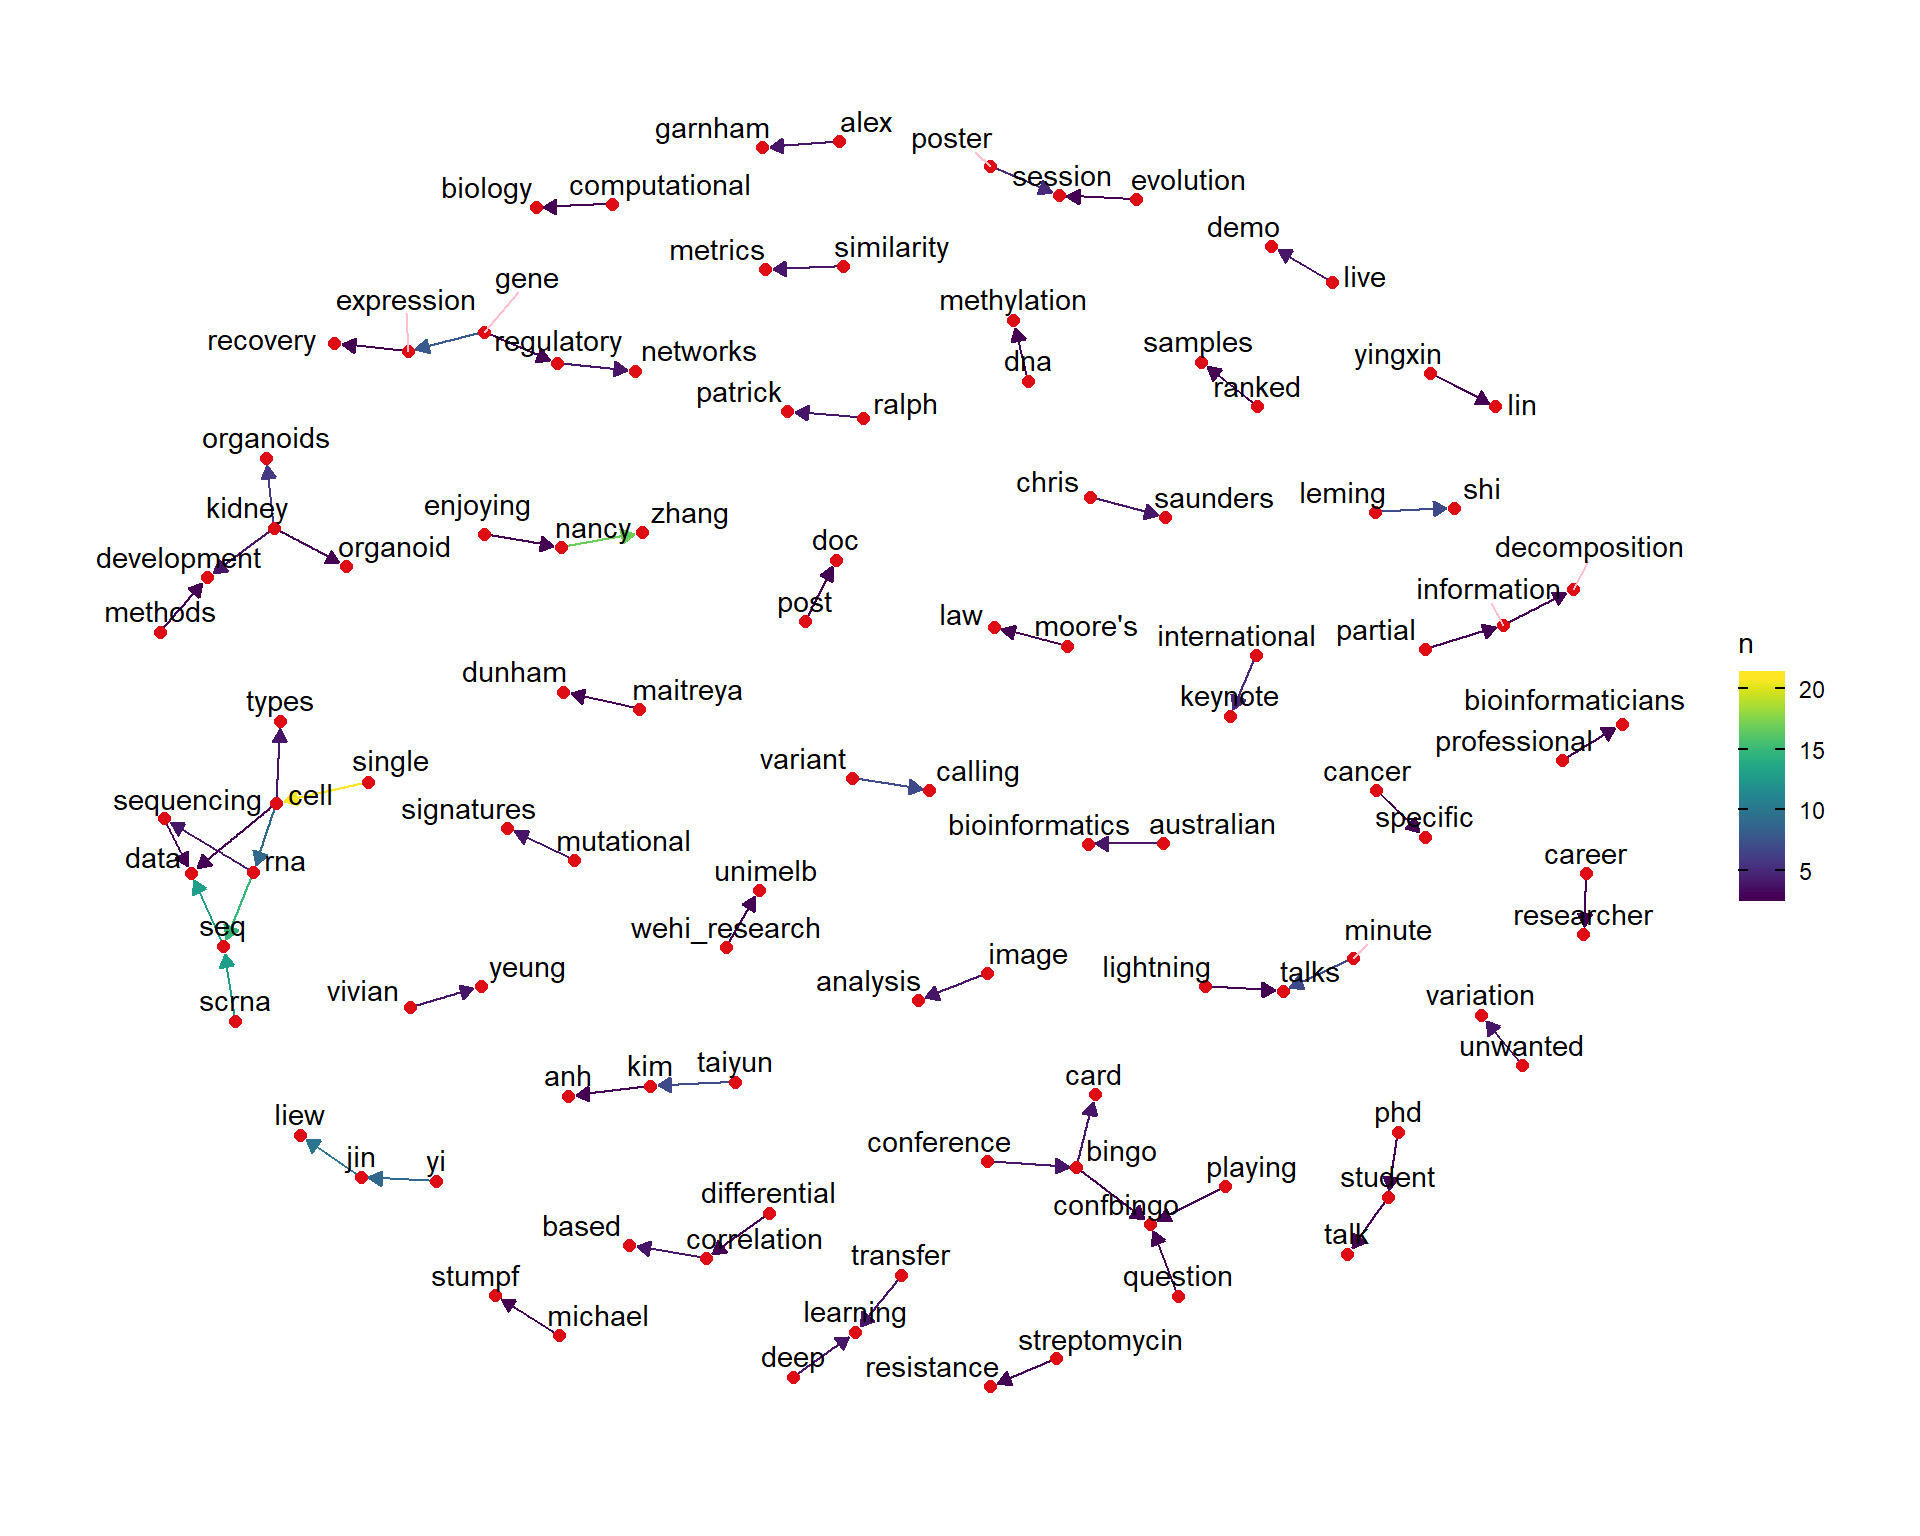 garnham
alex
poster
biology
computational
session
evolution
demo
live
metrics
similarity
gene
expression
recovery
regulatory
networks
methylation
dna
samples
ranked
yingxin
lin
patrick
ralph
organoids
kidney
development
organoid
methods
enjoying
nancy
zhang
doc
post
chris
saunders
leming
shi
decomposition
information
partial
law
moore's
international
keynote
dunham
maitreya
types
single
cell
sequencing
data
rna
seq
scrna
signatures
mutational
variant
calling
bioinformatics
australian
bioinformaticians
professional
cancer
specific
career
researcher
unimelb
wehi_research
vivian
yeung
analysis
image
lightning
talks
minute
variation
unwanted
anh
kim
taiyun
liew
jin
yi
card
conference
bingo
playing
confbingo
question
phd
student
talk
differential
based
correlation
stumpf
michael
transfer
learning
deep
streptomycin
resistance
n
20
15
10
5